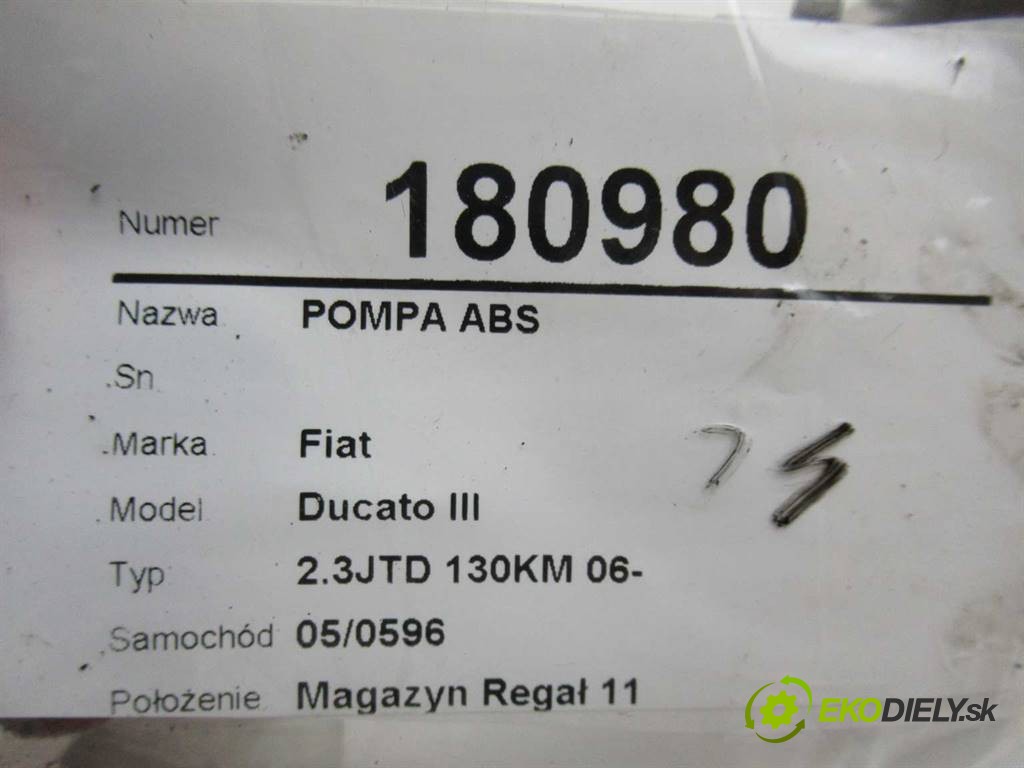 Numer 180980
Nazwa POMPA ABS
Sn
Marka Fiat
Model Ducato III
Typ 2.3JTD 130KM 06-
Samochód 05/0596
Położenie Magazyn Regał 11
EKODIELY.sk